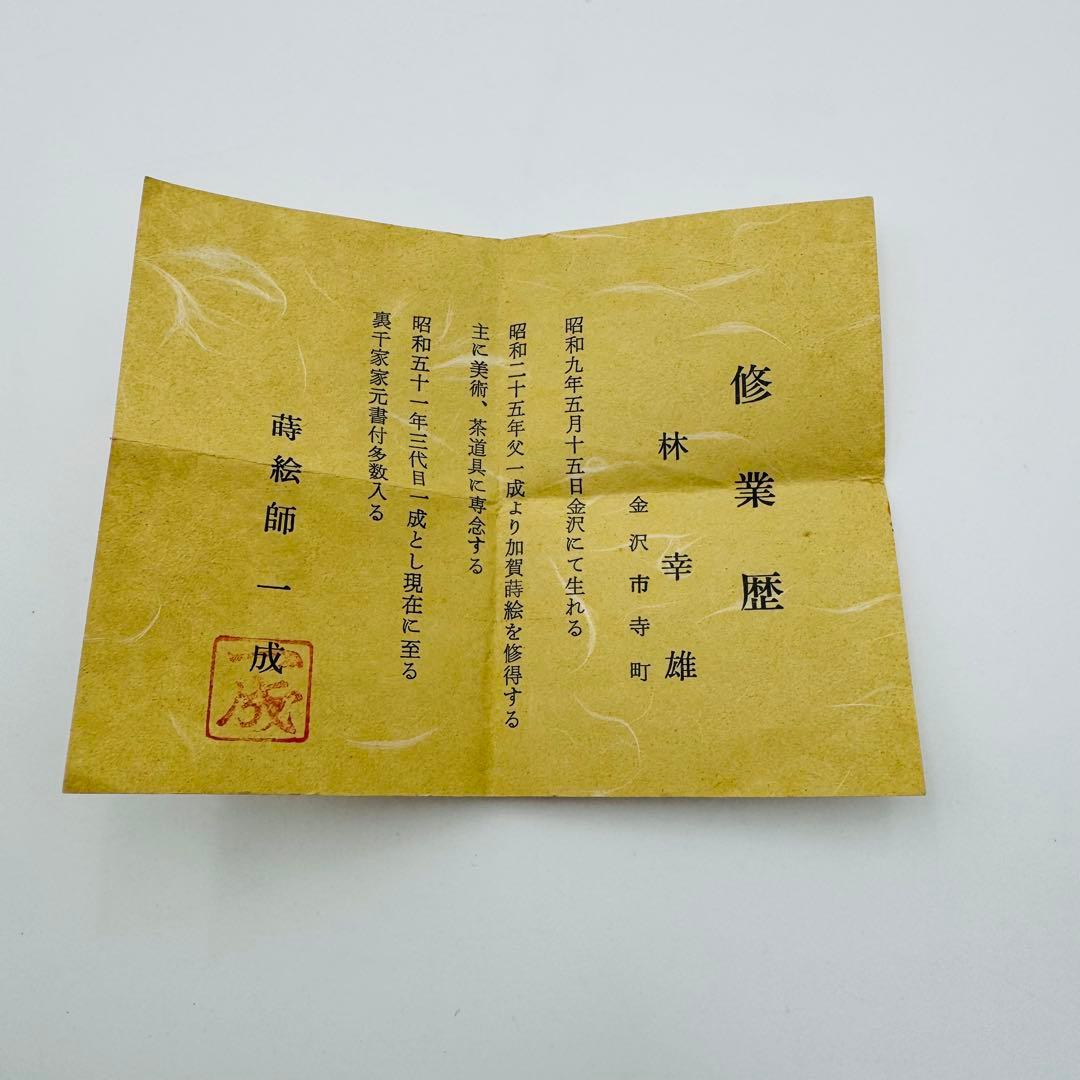 修業歴
林幸雄
金沢市寺町
昭和九年五月十五日金沢にて生れる
昭和二十五年父一成より加賀蒔絵を修得する
主に美術、茶道具に専念する
昭和五十一年三代目一成とし現在に至る
裏千家家元書付多数入る
蒔絵師一成
一成